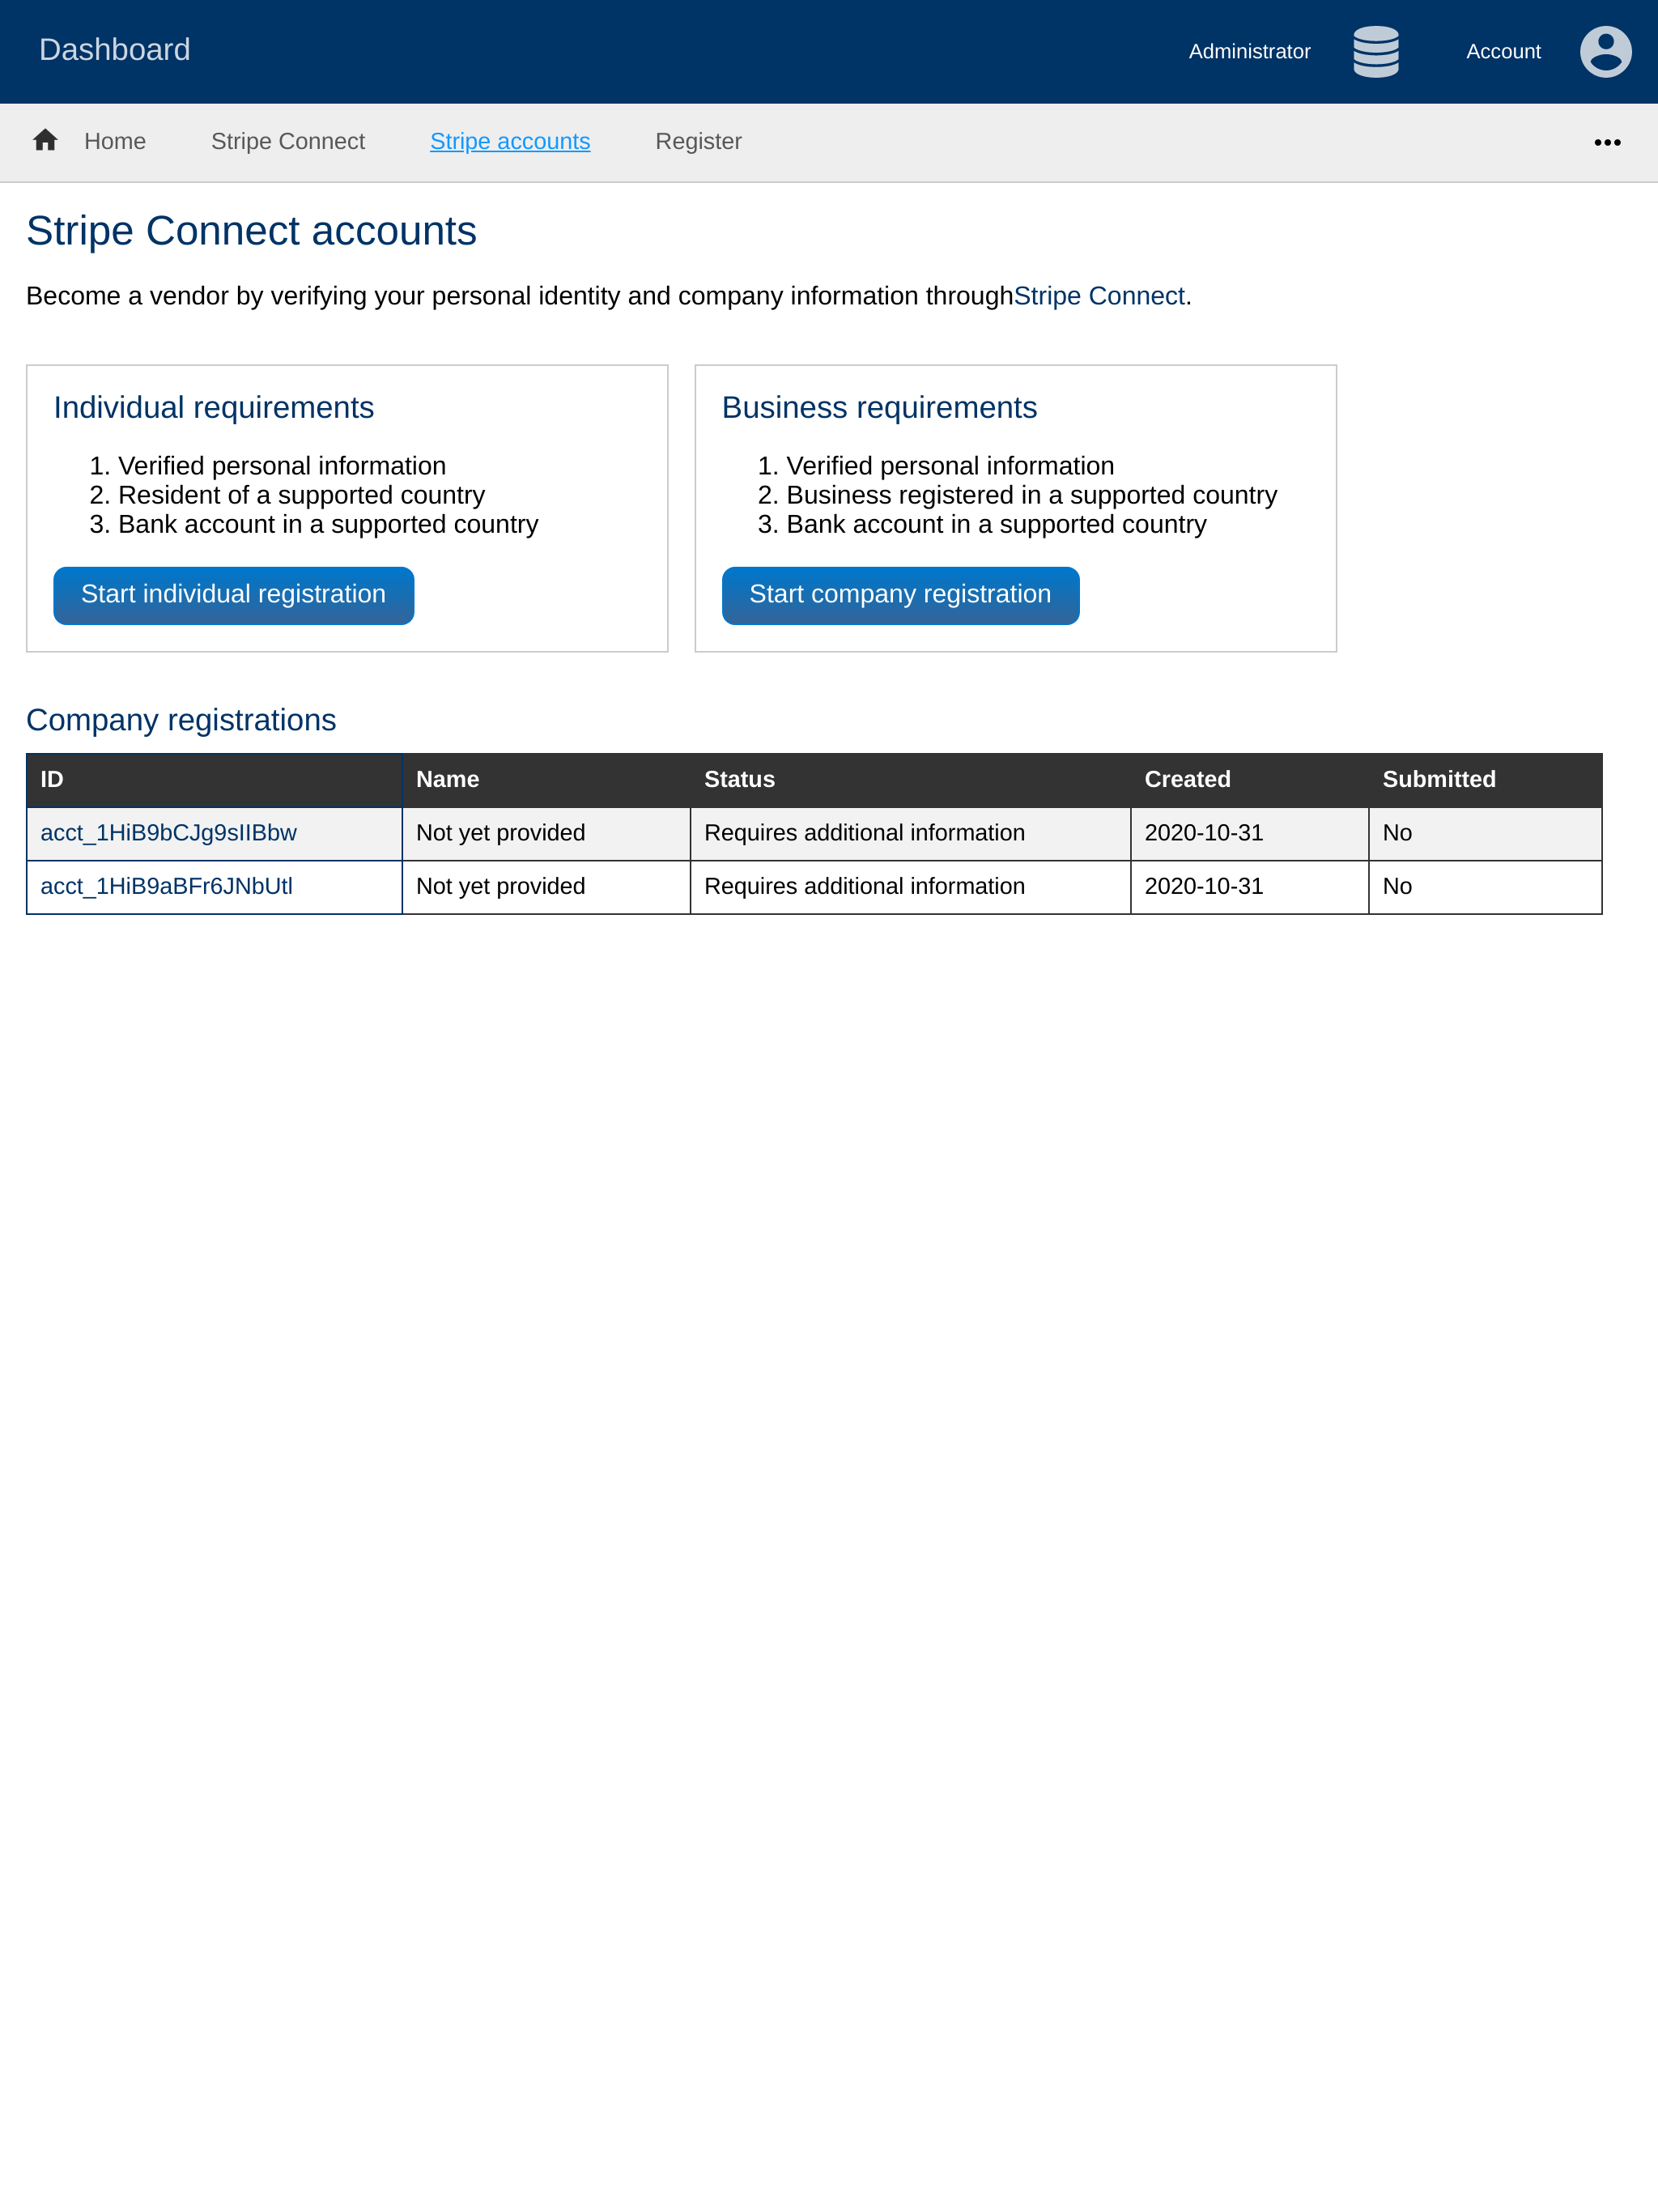 Dashboard
Administrator
Account
Home
Stripe Connect
Stripe accounts
Register
Stripe Connect accounts
Become a vendor by verifying your personal identity and company information throughStripe Connect.
Individual requirements
1. Verified personal information
2. Resident of a supported country
3. Bank account in a supported country
Start individual registration
Business requirements
1. Verified personal information
2. Business registered in a supported country
3. Bank account in a supported country
Start company registration
Company registrations
ID Name Status Created Submitted
acct_1HiB9bCJg9sIIBbw Not yet provided Requires additional information 2020-10-31 No
acct_1HiB9aBFr6JNbUtl Not yet provided Requires additional information 2020-10-31 No